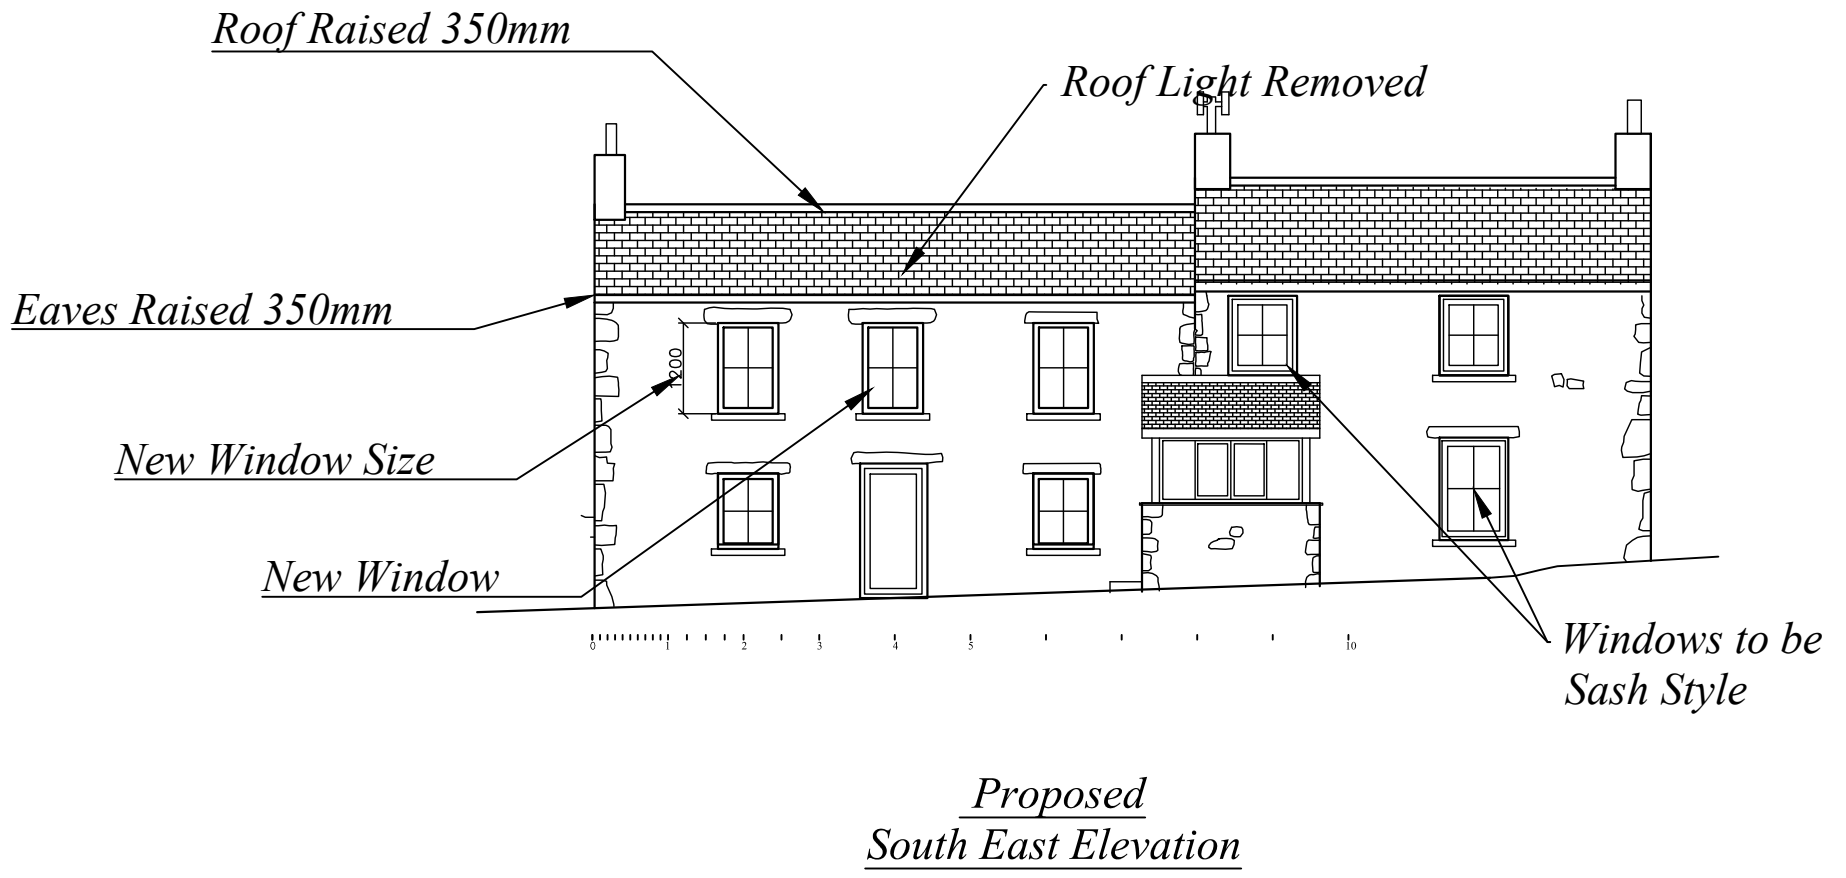 Roof Raised 350mm
Roof Light Removed
Eaves Raised 350mm
1200
New Window Size
New Window
0 1 2 3 4 5 10
Windows to be
Sash Style
Proposed
South East Elevation